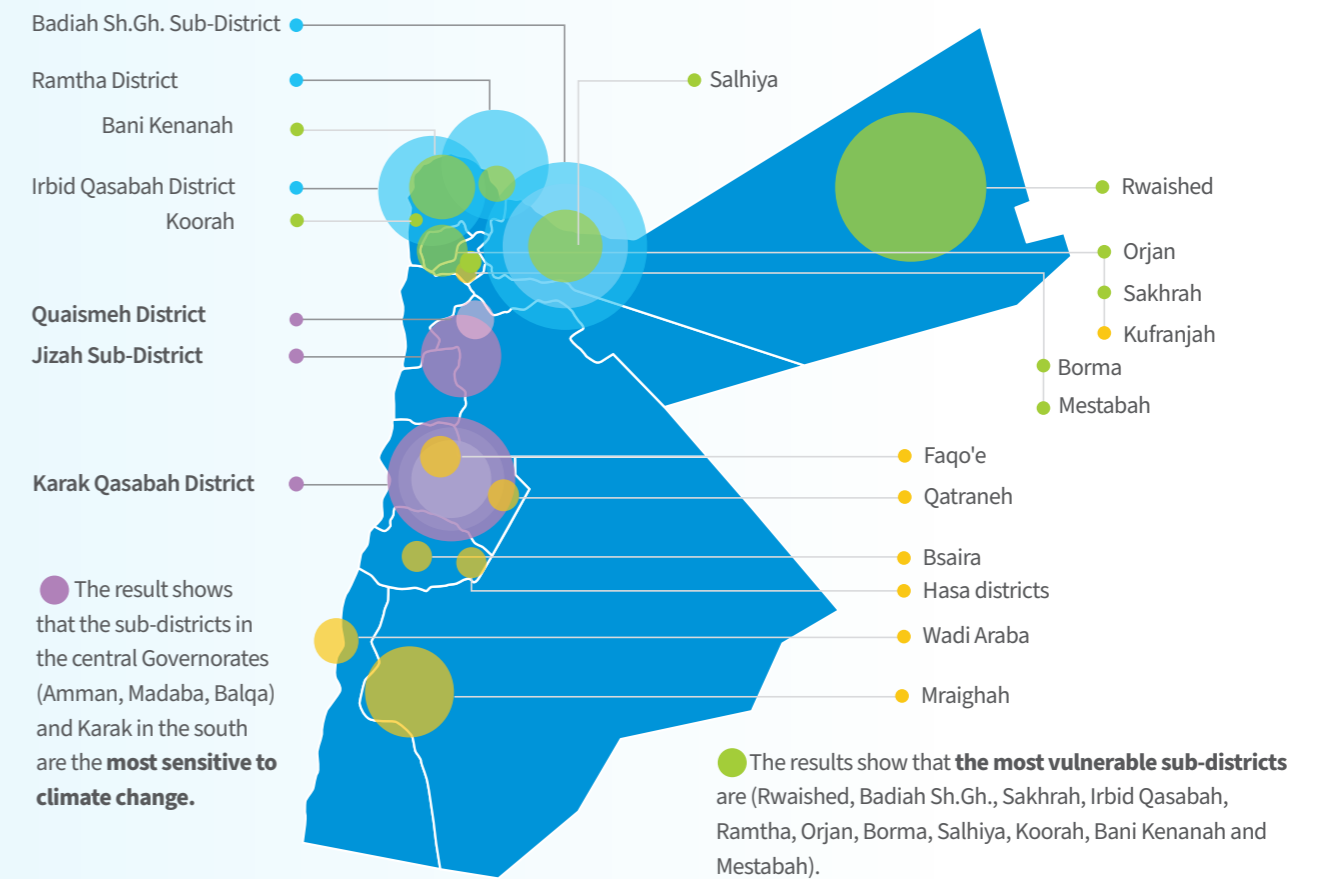 Badiah Sh.Gh. Sub-District
Ramtha District
Bani Kenanah
Irbid Qasabah District
Koorah
Quaismeh District
Jizah Sub-District
Karak Qasabah District
Salhiya
Rwaished
Orjan
Sakhrah
Kufranjah
Borma
Mestabah
Faqo'e
Qatraneh
Bsaira
Hasa districts
Wadi Araba
Mraighah
The result shows
that the sub-districts in
the central Governorates
(Amman, Madaba, Balqa)
and Karak in the south
are the most sensitive to
climate change.
The results show that the most vulnerable sub-districts
are (Rwaished, Badiah Sh.Gh., Sakhrah, Irbid Qasabah,
Ramtha, Orjan, Borma, Salhiya, Koorah, Bani Kenanah and
Mestabah).